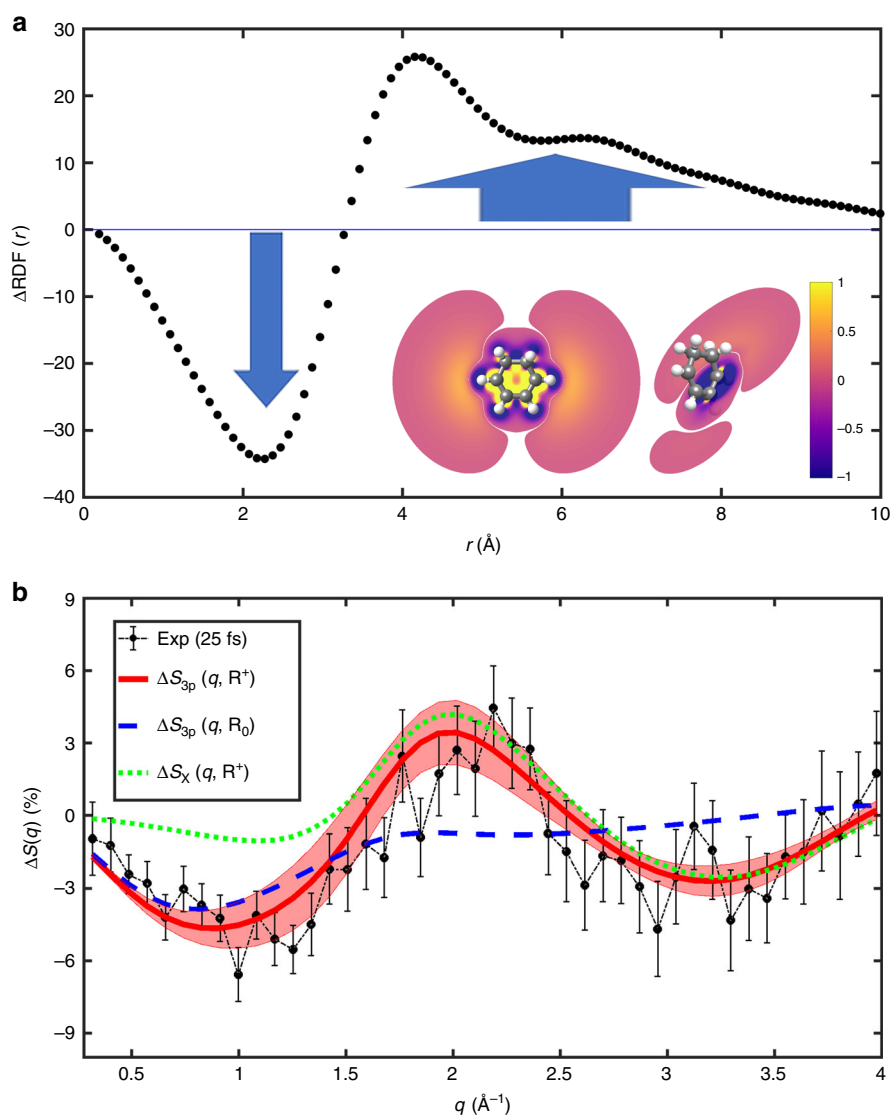 a
30
20
10
0
−10
−20
−30
−40
ΔRDF (r)
0 2 4 6 8 10
r (Å)
1
0.5
0
−0.5
−1
b
9
6
3
0
−3
−6
−9
ΔS(q) (%)
Exp (25 fs)
ΔS3p (q, R+)
ΔS3p (q, R0)
ΔSX (q, R+)
0.5 1 1.5 2 2.5 3 3.5 4
q (Å−1)